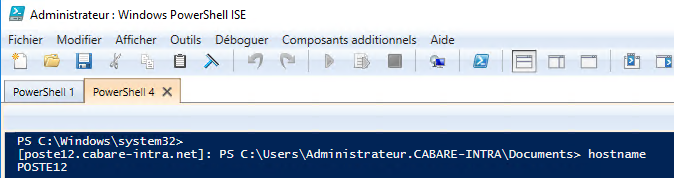 Administrateur : Windows PowerShell ISE
Fichier Modifier Afficher Outils Déboguer Composants additionnels Aide
PowerShell 1 PowerShell 4
PS C:\Windows\system32>
[poste12.cabare-intra.net]: PS C:\Users\Administrateur.CABARE-INTRA\Documents> hostname
POSTE12